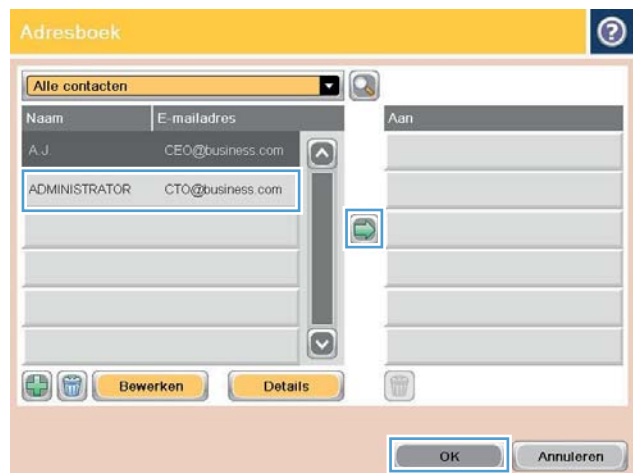 Adresboek
Alle contacten
Naam E-mailadres Aan
A.J. CEO@business.com
ADMINISTRATOR CTO@business.com
Bewerken Details
OK Annuleren